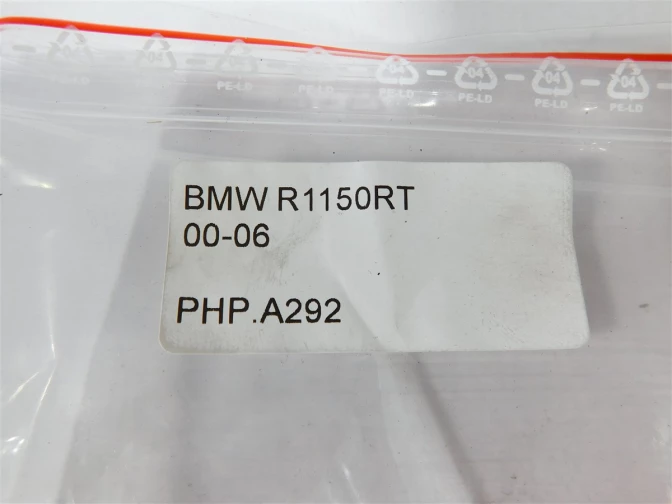 04 04 04 04
PE-LD PE-LD PE-LD PE-LD PE-LD
BMW R1150RT
00-06
PHP.A292